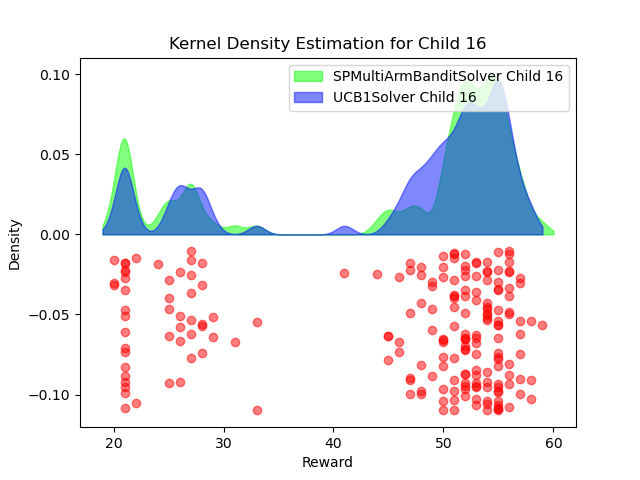 Kernel Density Estimation for Child 16
SPMultiArmBanditSolver Child 16
UCB1Solver Child 16
0.10
0.05
0.00
−0.05
−0.10
Density
20 30 40 50 60
Reward